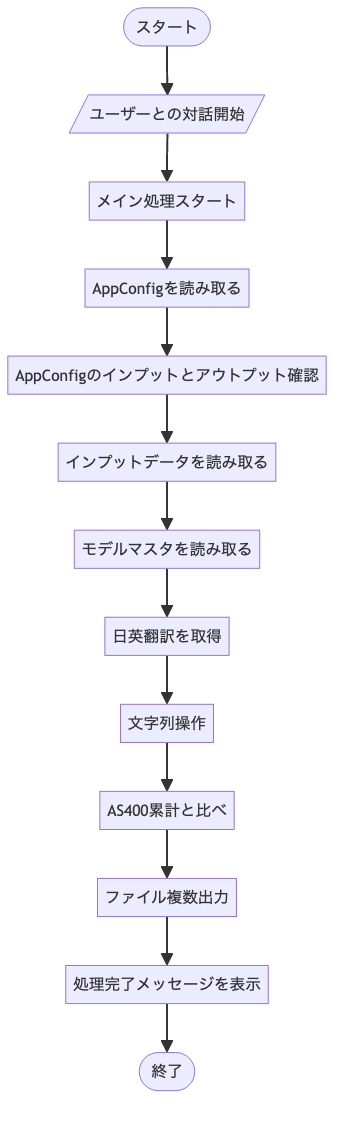 スタート
ユーザーとの対話開始
メイン処理スタート
AppConfigを読み取る
AppConfigのインプットとアウトプット確認
インプットデータを読み取る
モデルマスタを読み取る
日英翻訳を取得
文字列操作
AS400累計と比べ
ファイル複数出力
処理完了メッセージを表示
終了